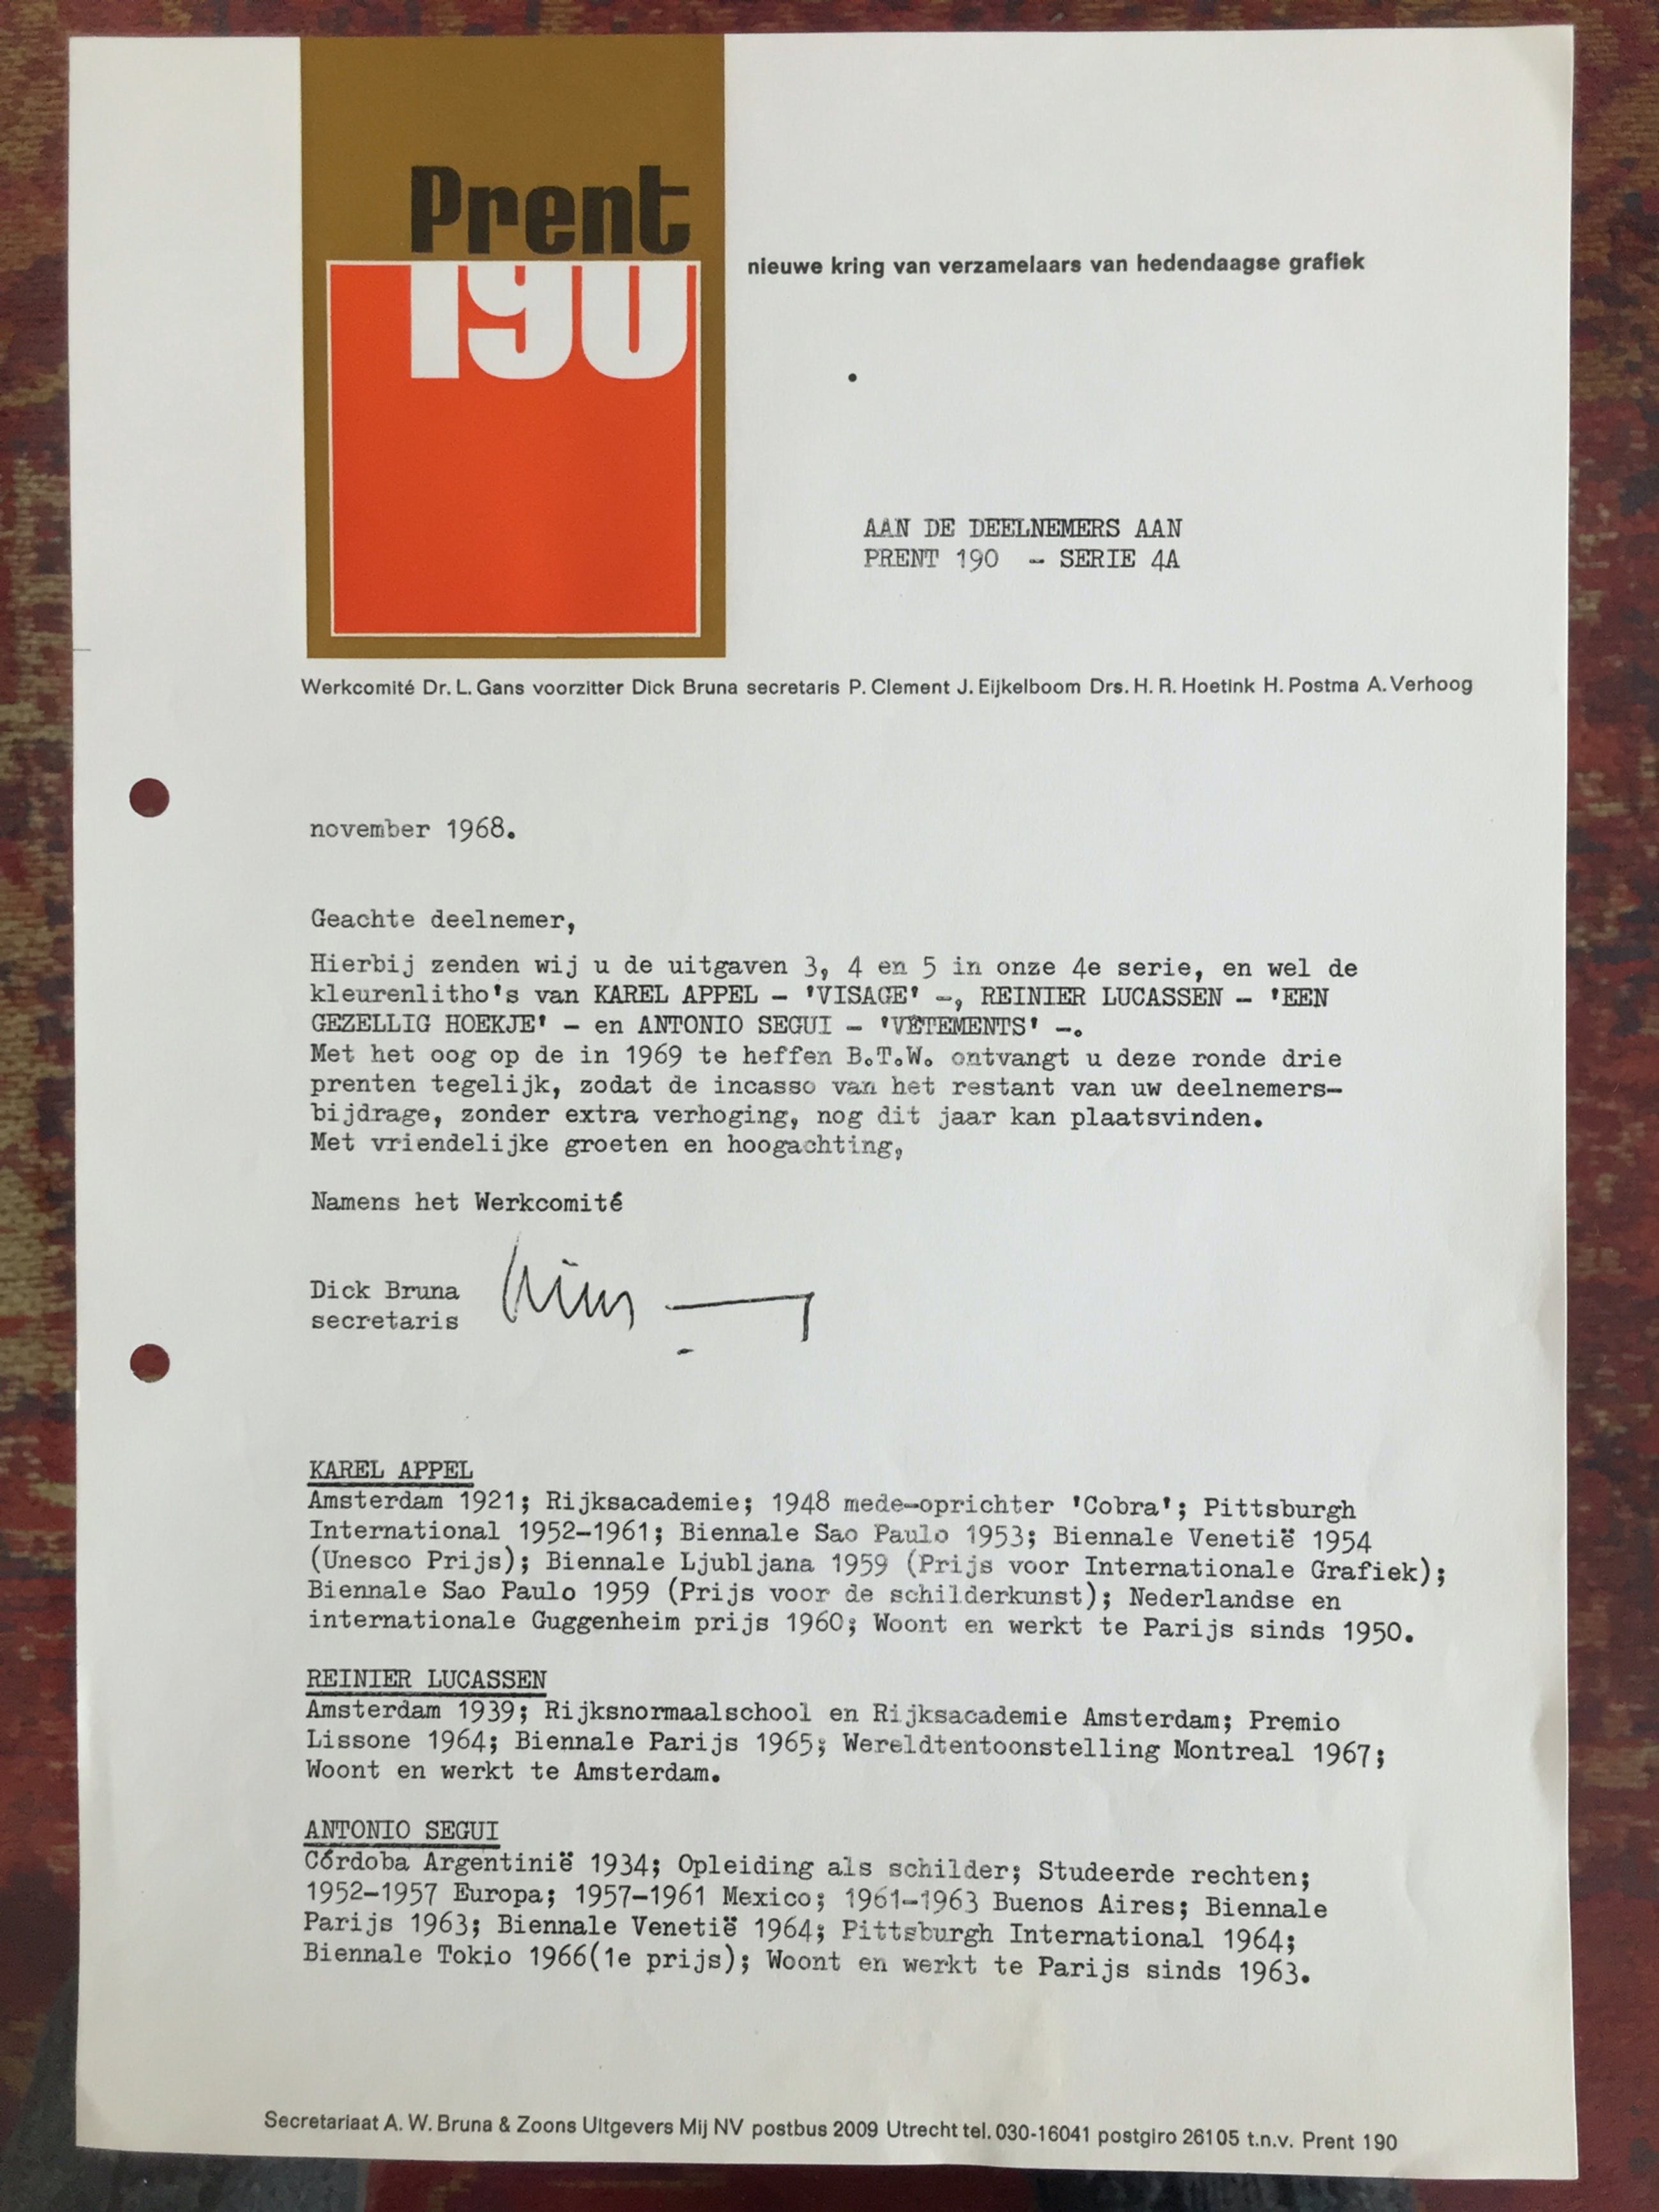 Prent
190
nieuwe kring van verzamelaars van hedendaagse grafiek
AAN DE DEELNEMERS AAN
PRENT 190 - SERIE 4A
Werkcomité Dr. L. Gans voorzitter Dick Bruna secretaris P. Clement J. Eijkelboom Drs. H. R. Hoetink H. Postma A. Verhoog
november 1968.
Geachte deelnemer,
Hierbij zenden wij u de uitgaven 3, 4 en 5 in onze 4e serie, en wel de
kleurenlitho's van KAREL APPEL - 'VISAGE' -, REINIER LUCASSEN - 'EEN
GEZELLIG HOEKJE' - en ANTONIO SEGUI - 'VÊTEMENTS' -.
Met het oog op de in 1969 te heffen B.T.W. ontvangt u deze ronde drie
prenten tegelijk, zodat de incasso van het restant van uw deelnemers-
bijdrage, zonder extra verhoging, nog dit jaar kan plaatsvinden.
Met vriendelijke groeten en hoogachting,
Namens het Werkcomité
Dick Bruna
secretaris
KAREL APPEL
Amsterdam 1921; Rijksacademie; 1948 mede-oprichter 'Cobra'; Pittsburgh
International 1952-1961; Biennale Sao Paulo 1953; Biennale Venetië 1954
(Unesco Prijs); Biennale Ljubljana 1959 (Prijs voor Internationale Grafiek);
Biennale Sao Paulo 1959 (Prijs voor de schilderkunst); Nederlandse en
internationale Guggenheim prijs 1960; Woont en werkt te Parijs sinds 1950.
REINIER LUCASSEN
Amsterdam 1939; Rijksnormaalschool en Rijksacademie Amsterdam; Premio
Lissone 1964; Biennale Parijs 1965; Wereldtentoonstelling Montreal 1967;
Woont en werkt te Amsterdam.
ANTONIO SEGUI
Córdoba Argentinië 1934; Opleiding als schilder; Studeerde rechten;
1952-1957 Europa; 1957-1961 Mexico; 1961-1963 Buenos Aires; Biennale
Parijs 1963; Biennale Venetië 1964; Pittsburgh International 1964;
Biennale Tokio 1966(1e prijs); Woont en werkt te Parijs sinds 1963.
Secretariaat A. W. Bruna & Zoons Uitgevers Mij NV postbus 2009 Utrecht tel. 030-16041 postgiro 26105 t.n.v. Prent 190